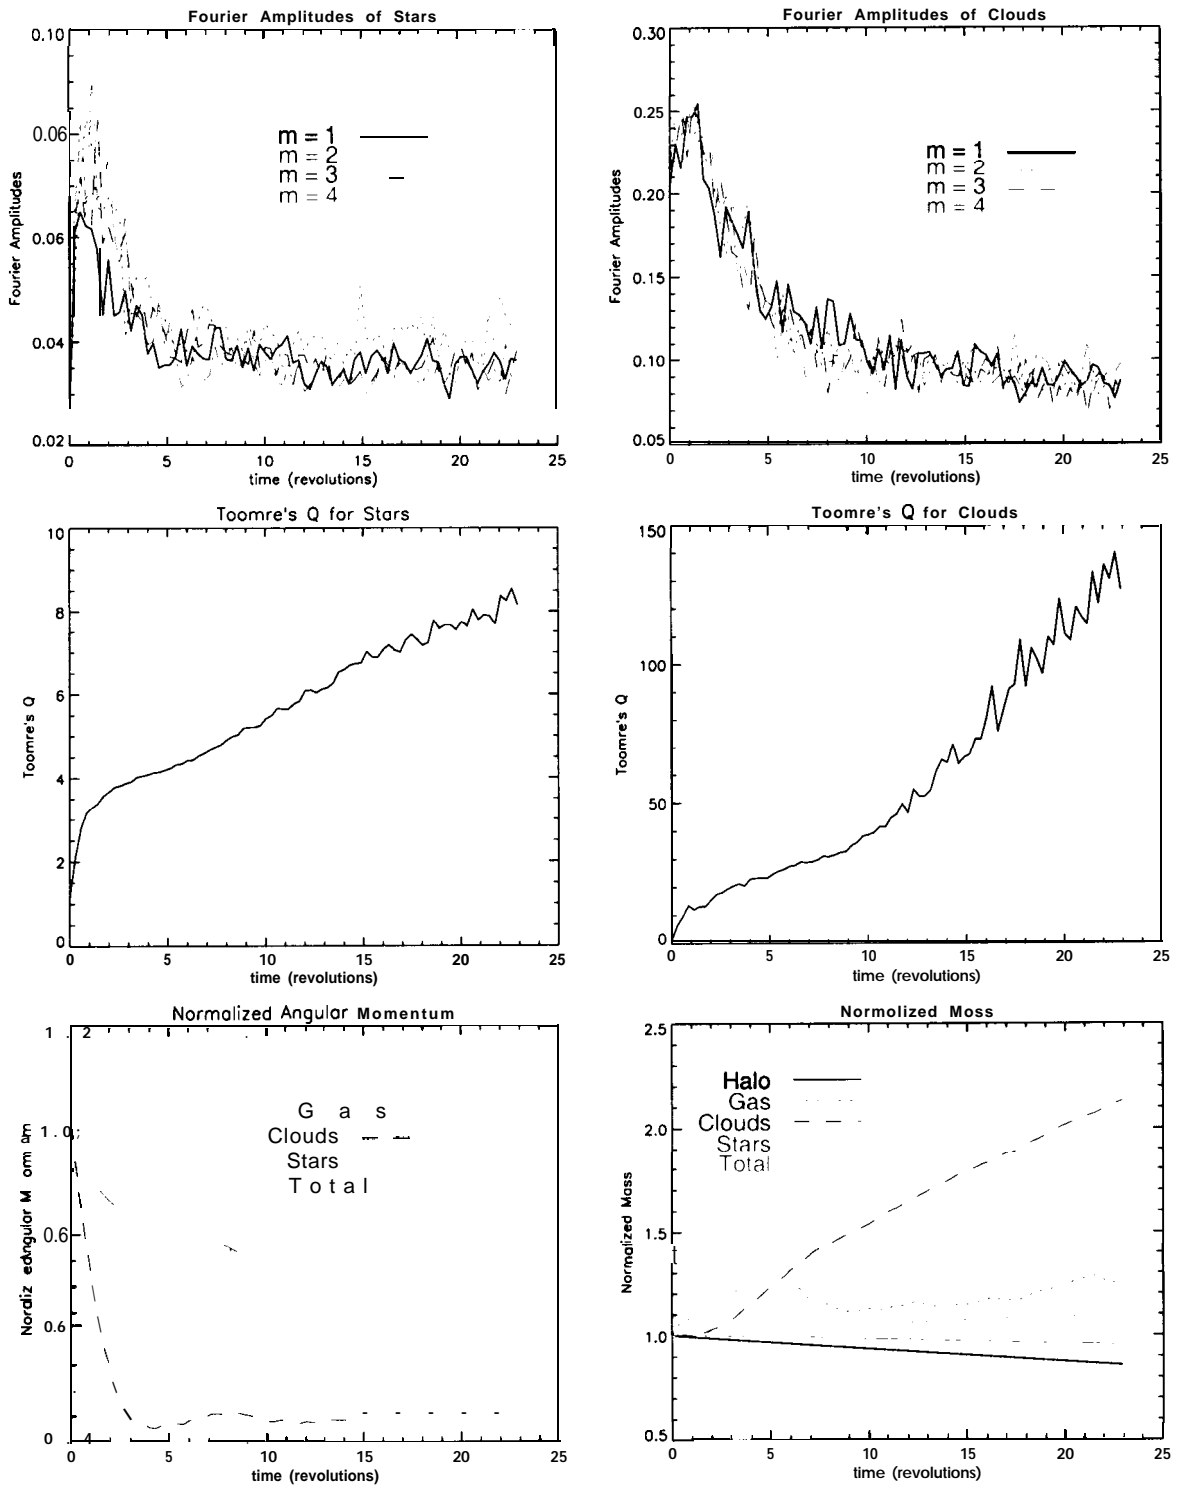 Fourier Amplitudes of Stars
0.10
0.06
0.06
0.04
0.02
Fourier Amplitudes
m = 1
m = 2
m = 3
m = 4
0 5 10 15 20 25
time (revolutions)
Fourier Amplitudes of Clouds
0.30
0.25
0.20
0.15
0.10
0.05
Fourier Amplitudes
m = 1
m = 2
m = 3
m = 4
0 5 10 15 20 25
time (revolutions)
Toomre's Q for Stars
10
8
6
4
2
0
Toomre's Q
0 5 10 15 20 25
time (revolutions)
Toomre's Q for Clouds
150
100
50
0
Toomre's Q
0 5 10 15 20 25
time (revolutions)
Normalized Angular Momentum
1.2
1.0
0.6
0.6
0.4
Gas
Clouds
Stars
Total
0 5 10 15 20 25
time (revolutions)
Normolized Moss
2.5
2.0
1.5
1.0
0.5
Normalized Mass
Halo
Gas
Clouds
Stars
Total
0 5 10 15 20 25
time (revolutions)